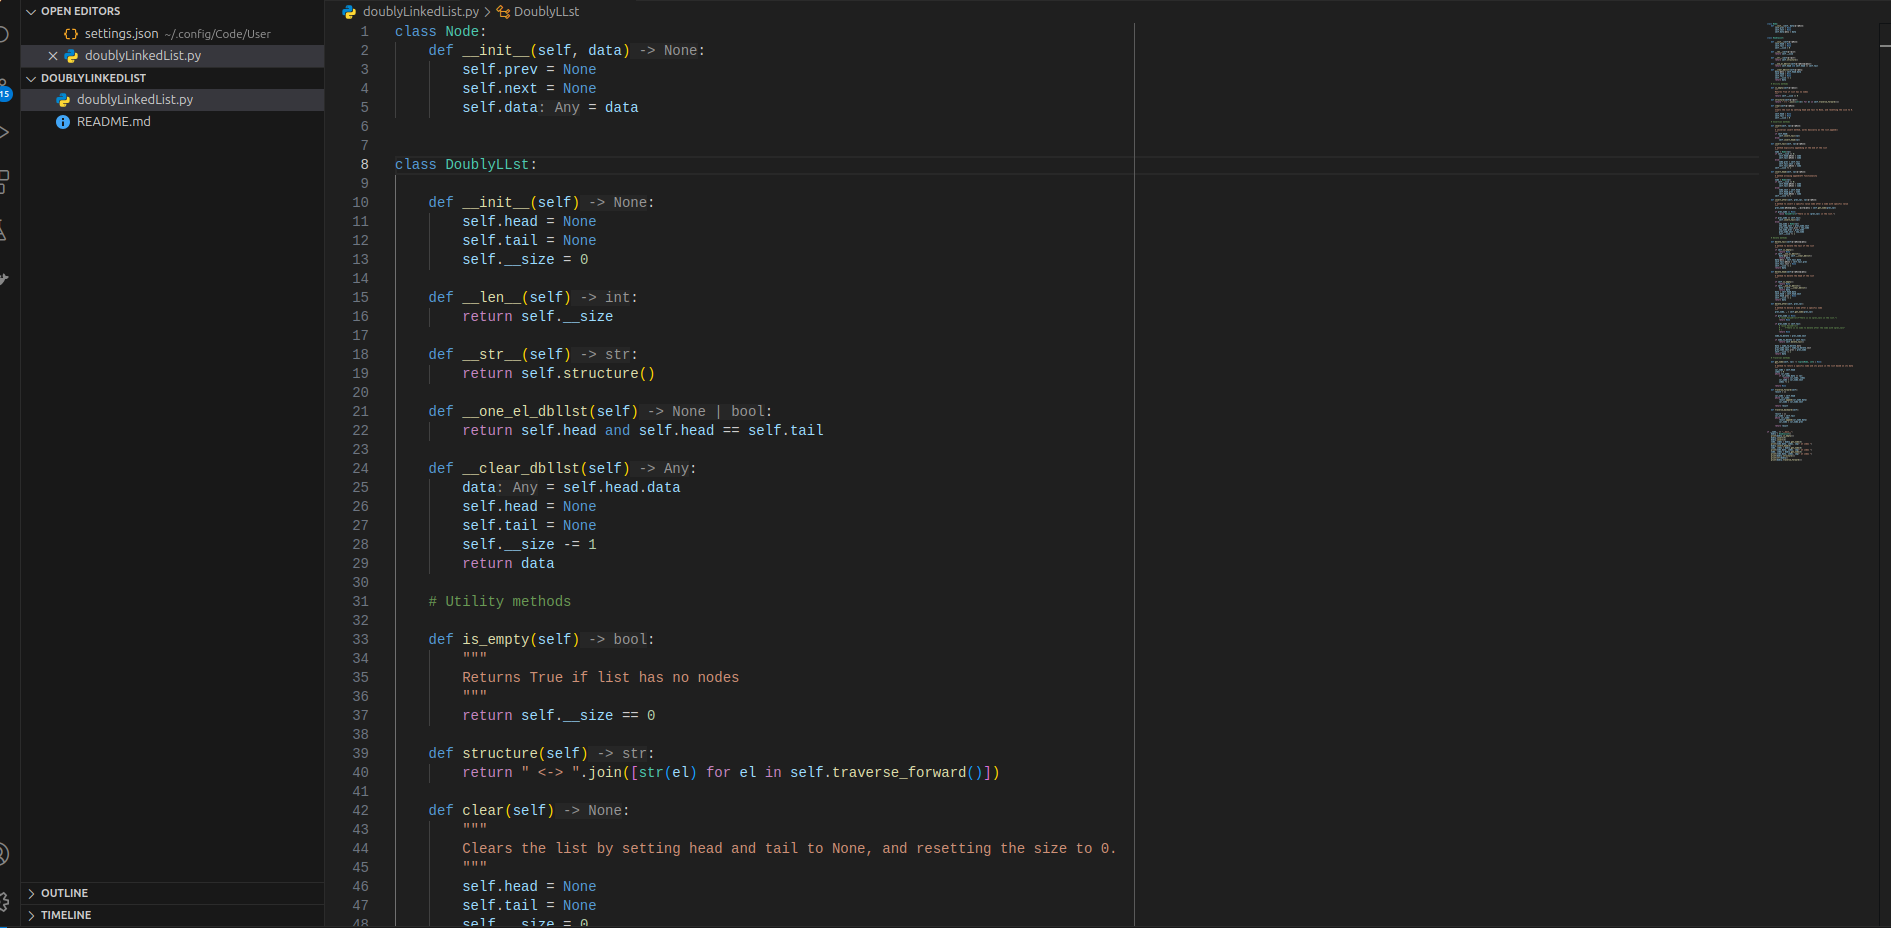 OPEN EDITORS
settings.json ~/.config/Code/User
doublyLinkedList.py
DOUBLYLINKEDLIST
doublyLinkedList.py
README.md
15
OUTLINE
TIMELINE
doublyLinkedList.py > DoublyLLst
1 class Node:
2     def __init__(self, data) -> None:
3         self.prev = None
4         self.next = None
5         self.data: Any = data
6
7
8 class DoublyLLst:
9
10     def __init__(self) -> None:
11         self.head = None
12         self.tail = None
13         self.__size = 0
14
15     def __len__(self) -> int:
16         return self.__size
17
18     def __str__(self) -> str:
19         return self.structure()
20
21     def __one_el_dbllst(self) -> None | bool:
22         return self.head and self.head == self.tail
23
24     def __clear_dbllst(self) -> Any:
25         data: Any = self.head.data
26         self.head = None
27         self.tail = None
28         self.__size -= 1
29         return data
30
31     # Utility methods
32
33     def is_empty(self) -> bool:
34         """
35         Returns True if list has no nodes
36         """
37         return self.__size == 0
38
39     def structure(self) -> str:
40         return " <-> ".join([str(el) for el in self.traverse_forward()])
41
42     def clear(self) -> None:
43         """
44         Clears the list by setting head and tail to None, and resetting the size to 0.
45         """
46         self.head = None
47         self.tail = None
48         self.__size = 0